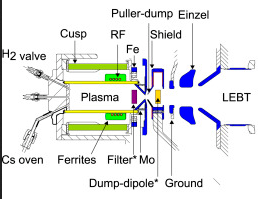 Puller-dump
Einzel
Cusp
RF
Fe
Shield
H2 valve
Plasma
LEBT
Cs oven
Ferrites
Filter*
Mo
Dump-dipole*
Ground